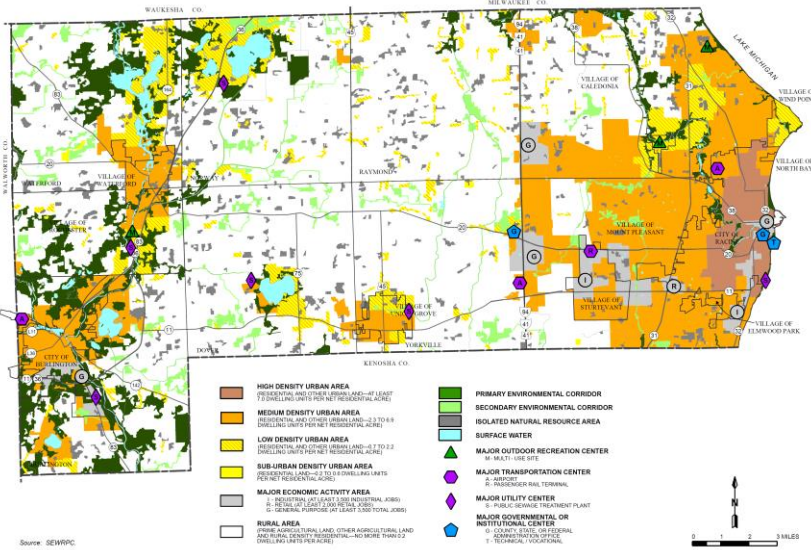 WAUKESHA CO.
MILWAUKEE CO.
LAKE MICHIGAN
VILLAGE OF
CALEDONIA
VILLAGE OF
WIND POINT
VILLAGE OF
NORTH BAY
WALWORTH CO.
WATERFORD
VILLAGE OF
WATERFORD
NORWAY
RAYMOND
VILLAGE OF
ROCHESTER
VILLAGE OF
MOUNT PLEASANT
CITY OF
RACINE
VILLAGE OF
UNION GROVE
VILLAGE OF
STURTEVANT
VILLAGE OF
ELMWOOD PARK
YORKVILLE
DOVER
CITY OF
BURLINGTON
BURLINGTON
KENOSHA CO.
HIGH DENSITY URBAN AREA
(RESIDENTIAL AND OTHER URBAN LAND—AT LEAST
7.0 DWELLING UNITS PER NET RESIDENTIAL ACRE)
MEDIUM DENSITY URBAN AREA
(RESIDENTIAL AND OTHER URBAN LAND—2.3 TO 6.9
DWELLING UNITS PER NET RESIDENTIAL ACRE)
LOW DENSITY URBAN AREA
(RESIDENTIAL AND OTHER URBAN LAND—0.7 TO 2.2
DWELLING UNITS PER NET RESIDENTIAL ACRE)
SUB-URBAN DENSITY URBAN AREA
(RESIDENTIAL LAND—0.2 TO 0.6 DWELLING UNITS
PER NET RESIDENTIAL ACRE)
MAJOR ECONOMIC ACTIVITY AREA
I - INDUSTRIAL (AT LEAST 3,500 INDUSTRIAL JOBS)
R - RETAIL (AT LEAST 2,000 RETAIL JOBS)
G - GENERAL PURPOSE (AT LEAST 3,500 TOTAL JOBS)
RURAL AREA
(PRIME AGRICULTURAL LAND, OTHER AGRICULTURAL LAND
AND RURAL DENSITY RESIDENTIAL—NO MORE THAN 0.2
DWELLING UNITS PER ACRE)
PRIMARY ENVIRONMENTAL CORRIDOR
SECONDARY ENVIRONMENTAL CORRIDOR
ISOLATED NATURAL RESOURCE AREA
SURFACE WATER
MAJOR OUTDOOR RECREATION CENTER
M - MULTI - USE SITE
MAJOR TRANSPORTATION CENTER
A - AIRPORT
R - PASSENGER RAIL TERMINAL
MAJOR UTILITY CENTER
S - PUBLIC SEWAGE TREATMENT PLANT
MAJOR GOVERNMENTAL OR
INSTITUTIONAL CENTER
G - COUNTY, STATE, OR FEDERAL
ADMINISTRATION OFFICE
T - TECHNICAL / VOCATIONAL
Source: SEWRPC.
0 1 2 3 MILES